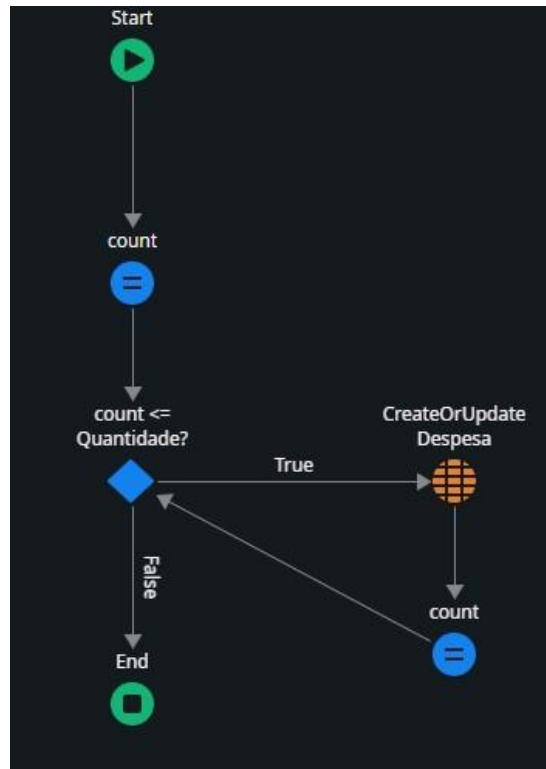 Start
count
count <=
Quantidade?
CreateOrUpdate
Despesa
True
False
count
End